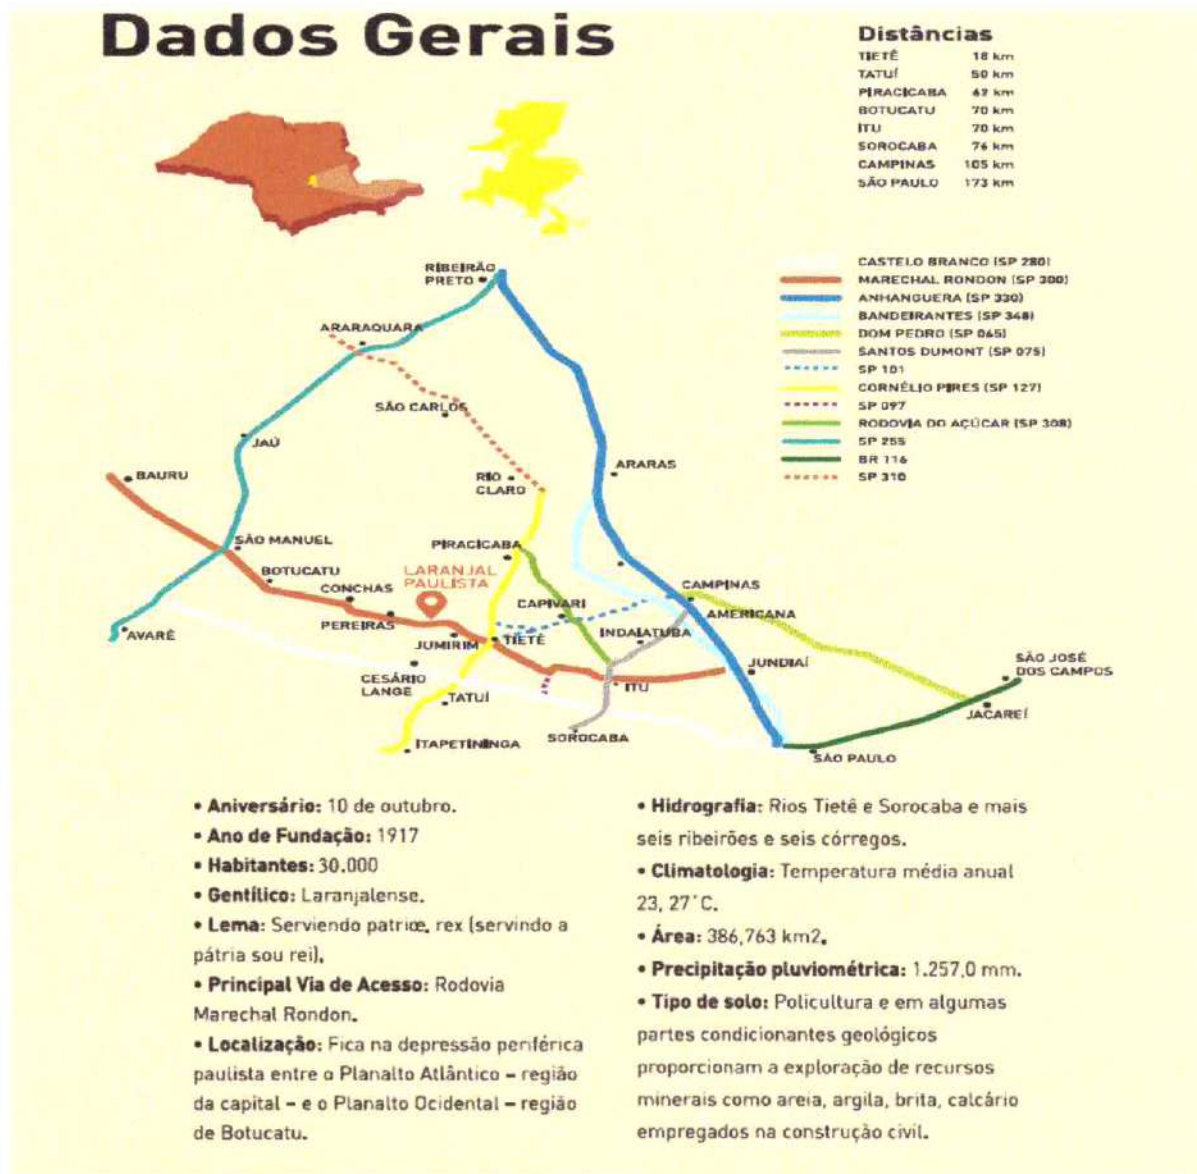 Dados Gerais
Distâncias
TIETÊ 18 km
TATUÍ 50 km
PIRACICABA 62 km
BOTUCATU 70 km
ITU 70 km
SOROCABA 76 km
CAMPINAS 105 km
SÃO PAULO 173 km
CASTELO BRANCO (SP 280)
MARECHAL RONDON (SP 300)
ANHANGUERA (SP 330)
BANDEIRANTES (SP 348)
DOM PEDRO (SP 065)
SANTOS DUMONT (SP 075)
SP 101
CORNÉLIO PIRES (SP 127)
SP 097
RODOVIA DO AÇÚCAR (SP 308)
SP 255
BR 116
SP 310
RIBEIRÃO
PRETO
ARARAQUARA
SÃO CARLOS
JAÚ
BAURU
RIO
CLARO
ARARAS
SÃO MANUEL
PIRACICABA
BOTUCATU
LARANJAL
PAULISTA
CONCHAS
CAMPINAS
CAPIVARI
AMERICANA
PEREIRAS
AVARÉ
JUMIRIM
TIETÊ
INDAIATUBA
JUNDIAÍ
SÃO JOSÉ
DOS CAMPOS
CESÁRIO
LANGE
ITU
TATUÍ
JACAREÍ
ITAPETININGA
SOROCABA
SÃO PAULO
• Aniversário: 10 de outubro.
• Ano de Fundação: 1917
• Habitantes: 30.000
• Gentílico: Laranjalense.
• Lema: Serviendo patriœ, rex (servindo a
pátria sou rei).
• Principal Via de Acesso: Rodovia
Marechal Rondon.
• Localização: Fica na depressão periférica
paulista entre o Planalto Atlântico – região
da capital – e o Planalto Ocidental – região
de Botucatu.
• Hidrografia: Rios Tietê e Sorocaba e mais
seis ribeirões e seis córregos.
• Climatologia: Temperatura média anual
23, 27°C.
• Área: 386,763 km2.
• Precipitação pluviométrica: 1.257,0 mm.
• Tipo de solo: Policultura e em algumas
partes condicionantes geológicos
proporcionam a exploração de recursos
minerais como areia, argila, brita, calcário
empregados na construção civil.